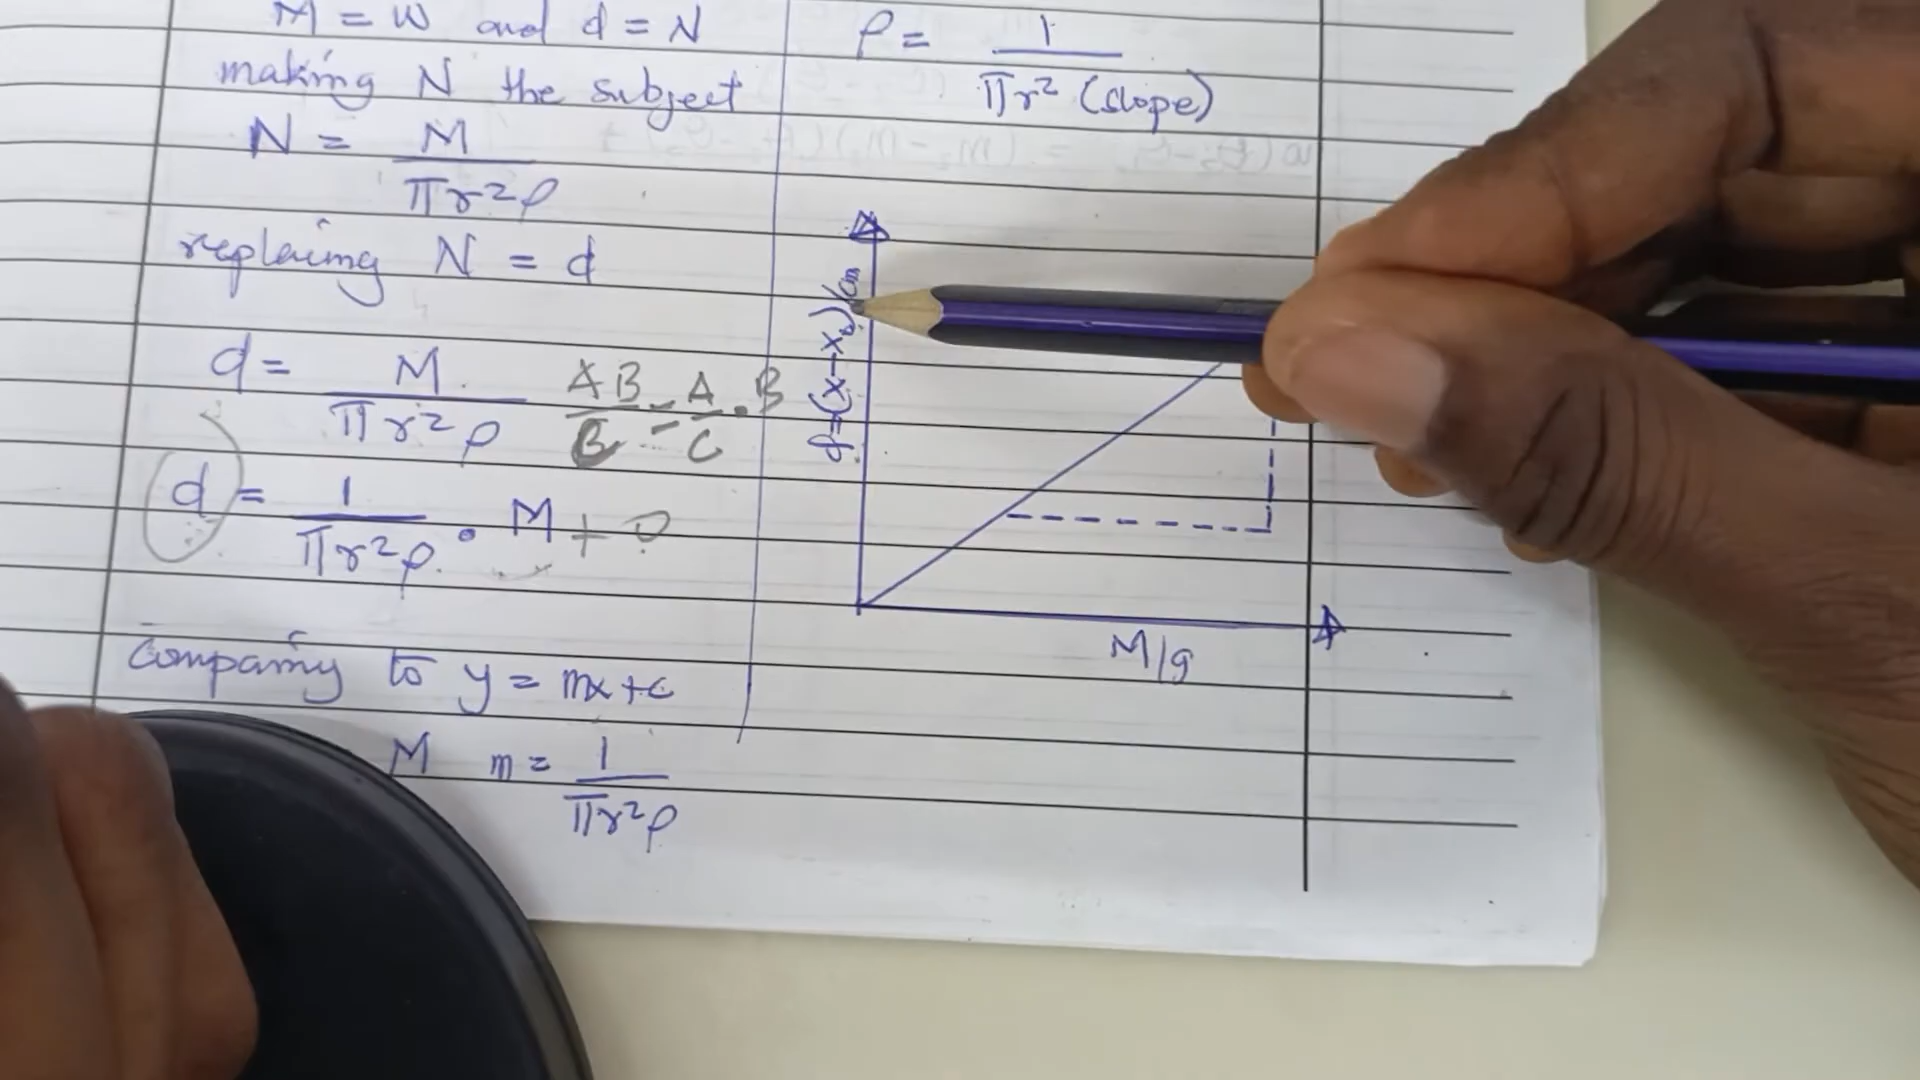 M = W and d = N
making N the subject
N = M / πr²ρ
replacing N = d
d = M / πr²ρ
AB / C = A / C • B
d = 1 / πr²ρ • M + 0
Comparing to y = mx + c
M m = 1 / πr²ρ
ρ = 1 / πr² (slope)
d=(x-x₀)/cm
M/g